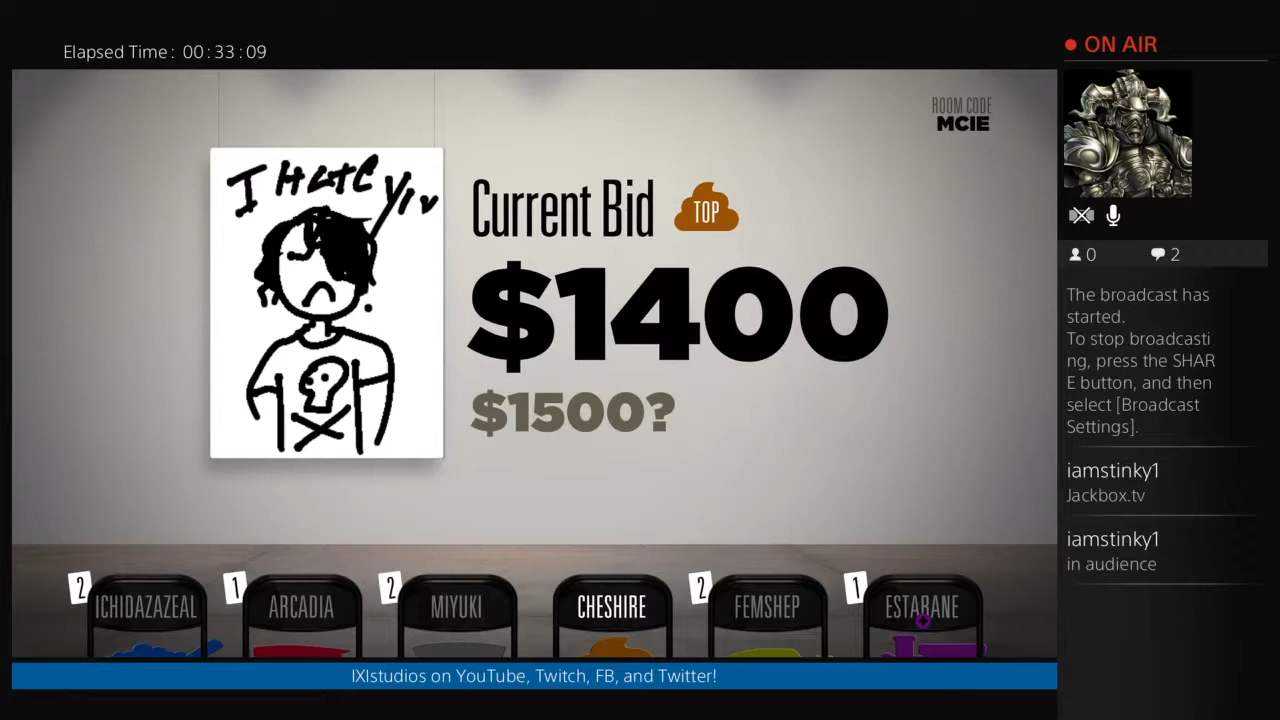 Elapsed Time: 00:33:09
ON AIR
ROOM CODE
MCIE
I HATE
Current Bid
TOP
$1400
$1500?
0
2
The broadcast has
started.
To stop broadcasti
ng, press the SHAR
E button, and then
select [Broadcast
Settings].
iamstinky1
Jackbox.tv
iamstinky1
in audience
2
ICHIDAZAZEAL
1
ARCADIA
2
MIYUKI
CHESHIRE
2
FEMSHEP
1
ESTARANE
IXIstudios on YouTube, Twitch, FB, and Twitter!